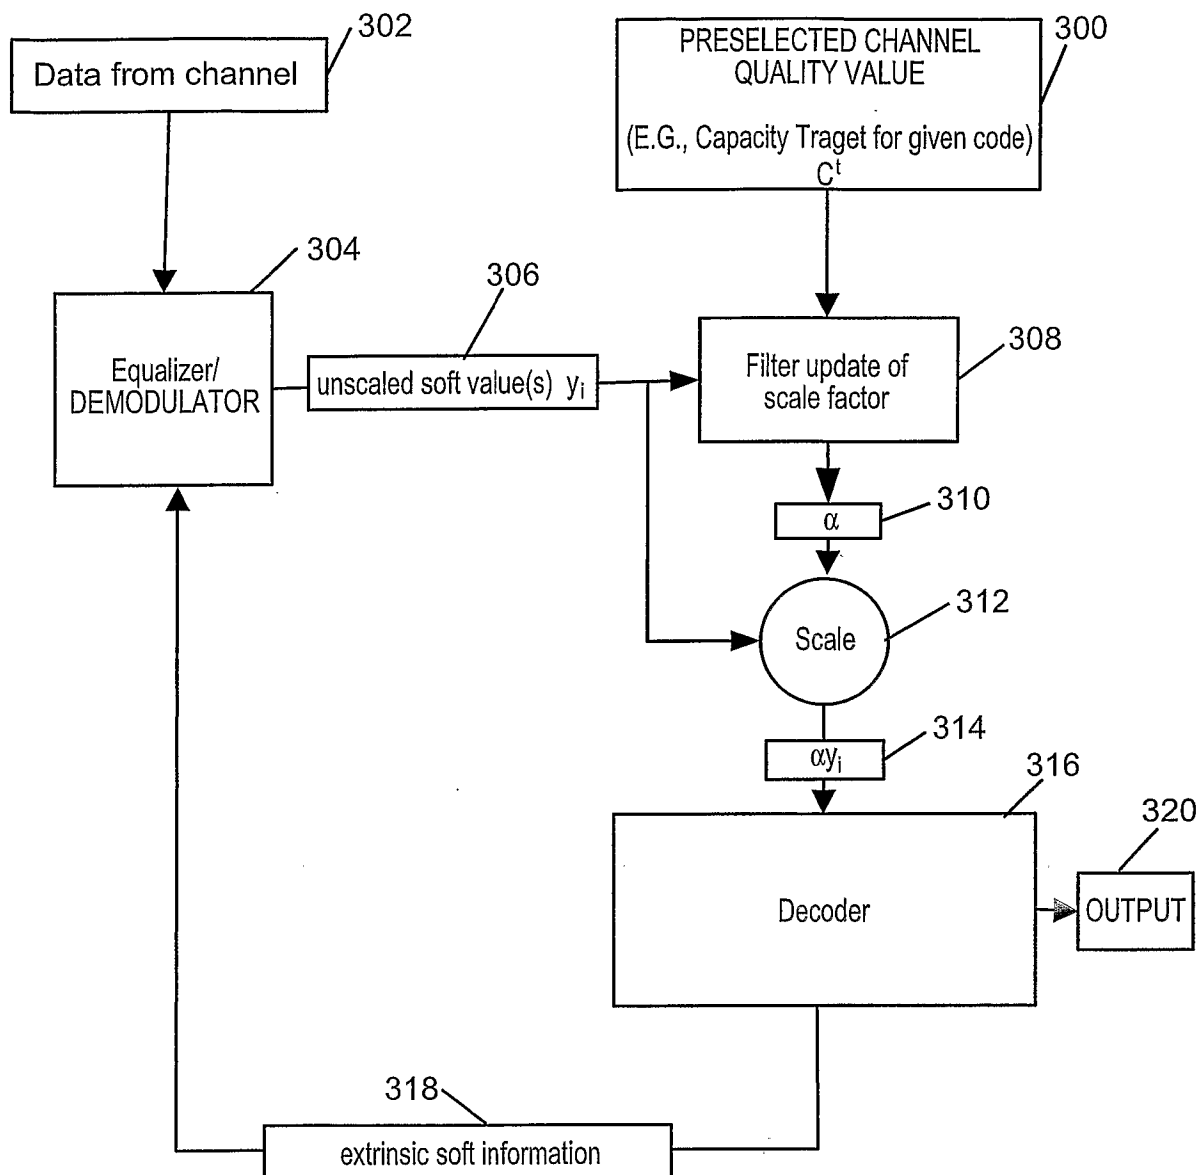 302
Data from channel
300
PRESELECTED CHANNEL
QUALITY VALUE
(E.G., Capacity Traget for given code)
Cᵗ
304
Equalizer/
DEMODULATOR
306
unscaled soft value(s) yᵢ
308
Filter update of
scale factor
310
α
312
Scale
314
αyᵢ
316
Decoder
320
OUTPUT
318
extrinsic soft information